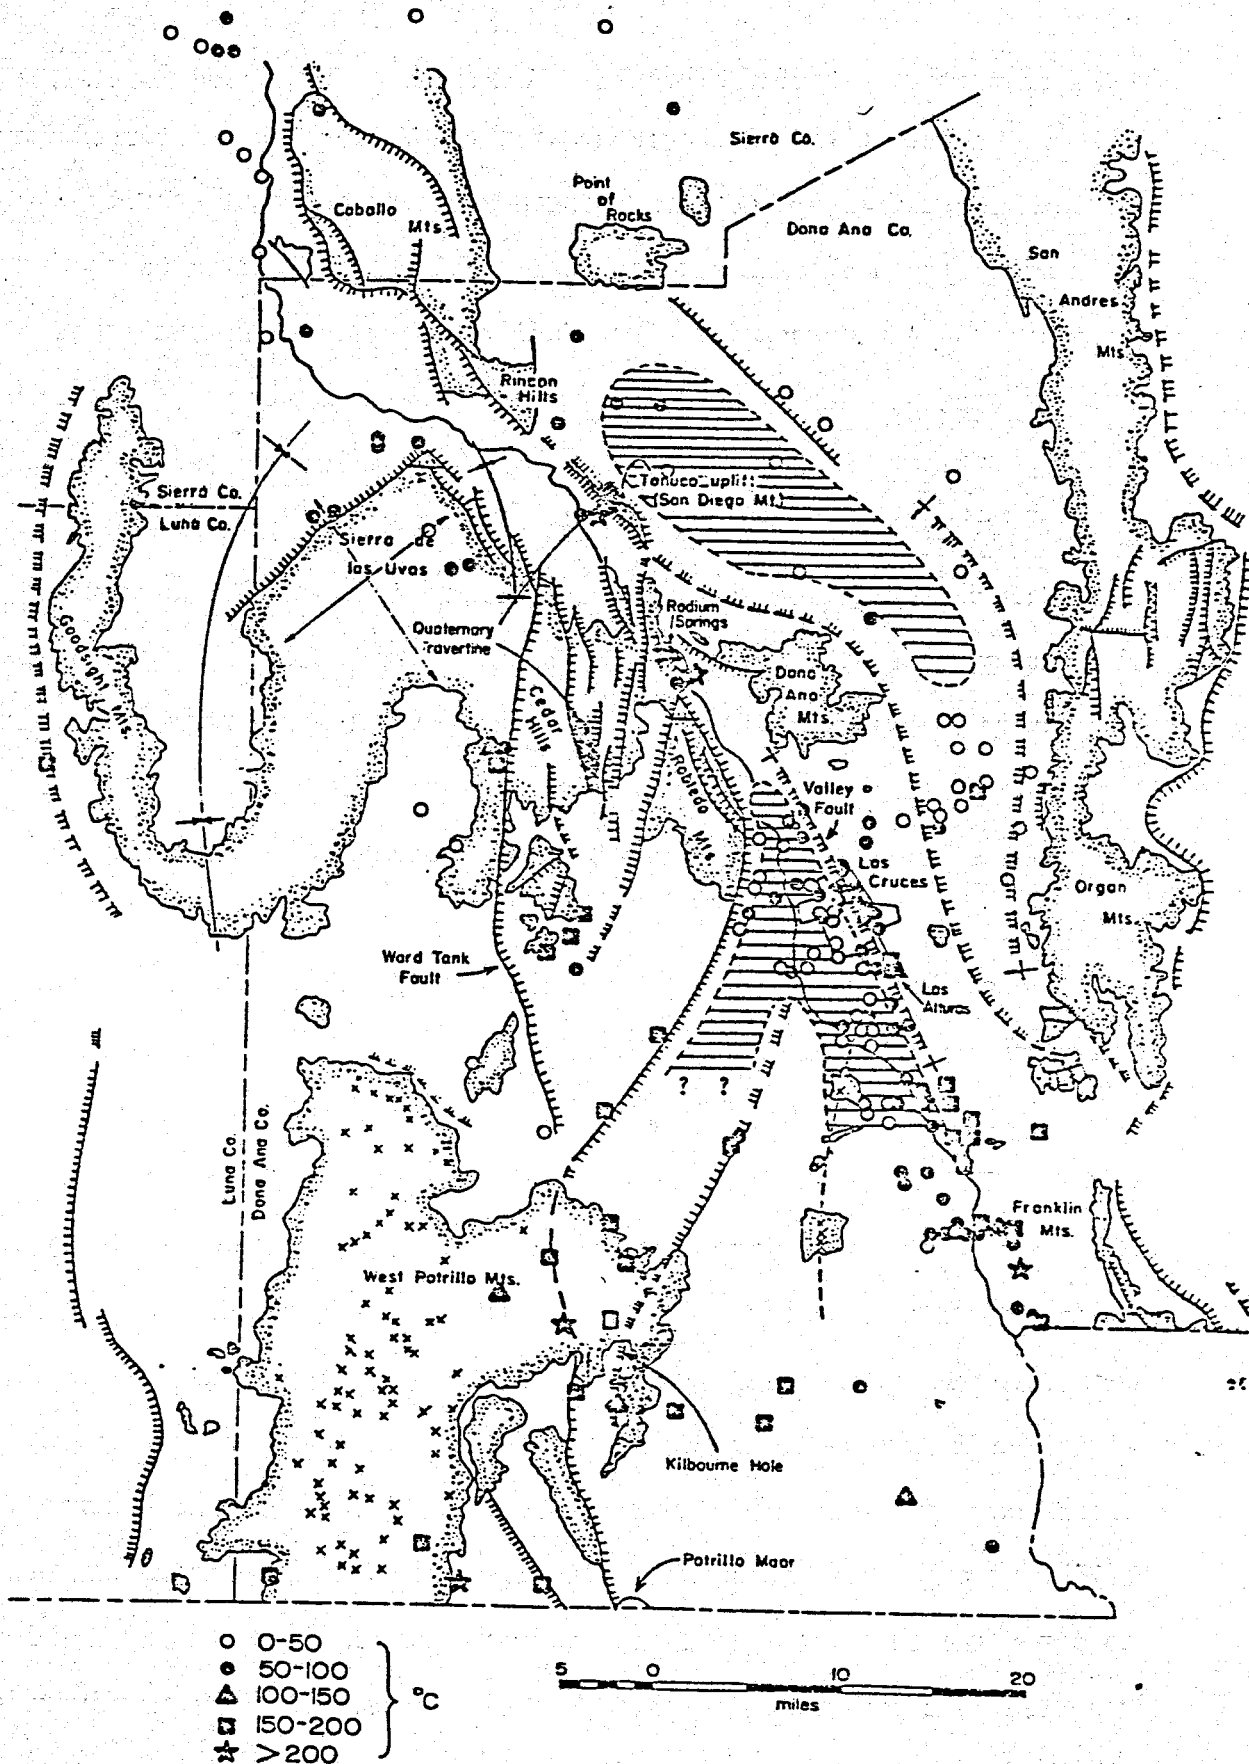 Sierra Co.
Point
of
Rocks
Caballo
Mts.
Dona Ana Co.
San
Andres
Mts.
Rincon
Hills
Sierra Co.
Luna Co.
Tonuco uplift
(San Diego Mt.)
Sierra de
las Uvas
Quaternary
Travertine
Radium
Springs
Goodsight Mts.
Cedar
Hills
Dona
Ana
Mts.
Robledo
Mts.
Valley
Fault
Las
Cruces
Organ
Mts.
Ward Tank
Fault
Las
Alturas
? ?
Luna Co.
Dona Ana Co.
Franklin
Mts.
West Potrillo Mts.
Kilbourne Hole
Potrillo Maar
0-50
50-100
100-150
150-200
>200
°C
5 0 10 20
miles